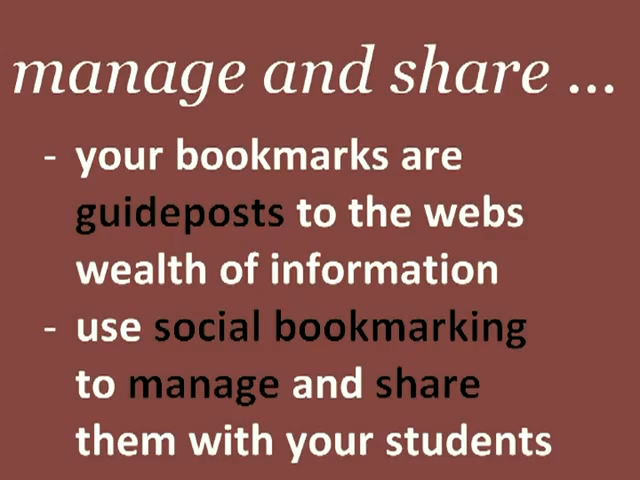 manage and share ...
- your bookmarks are
guideposts to the webs
wealth of information
- use social bookmarking
to manage and share
them with your students